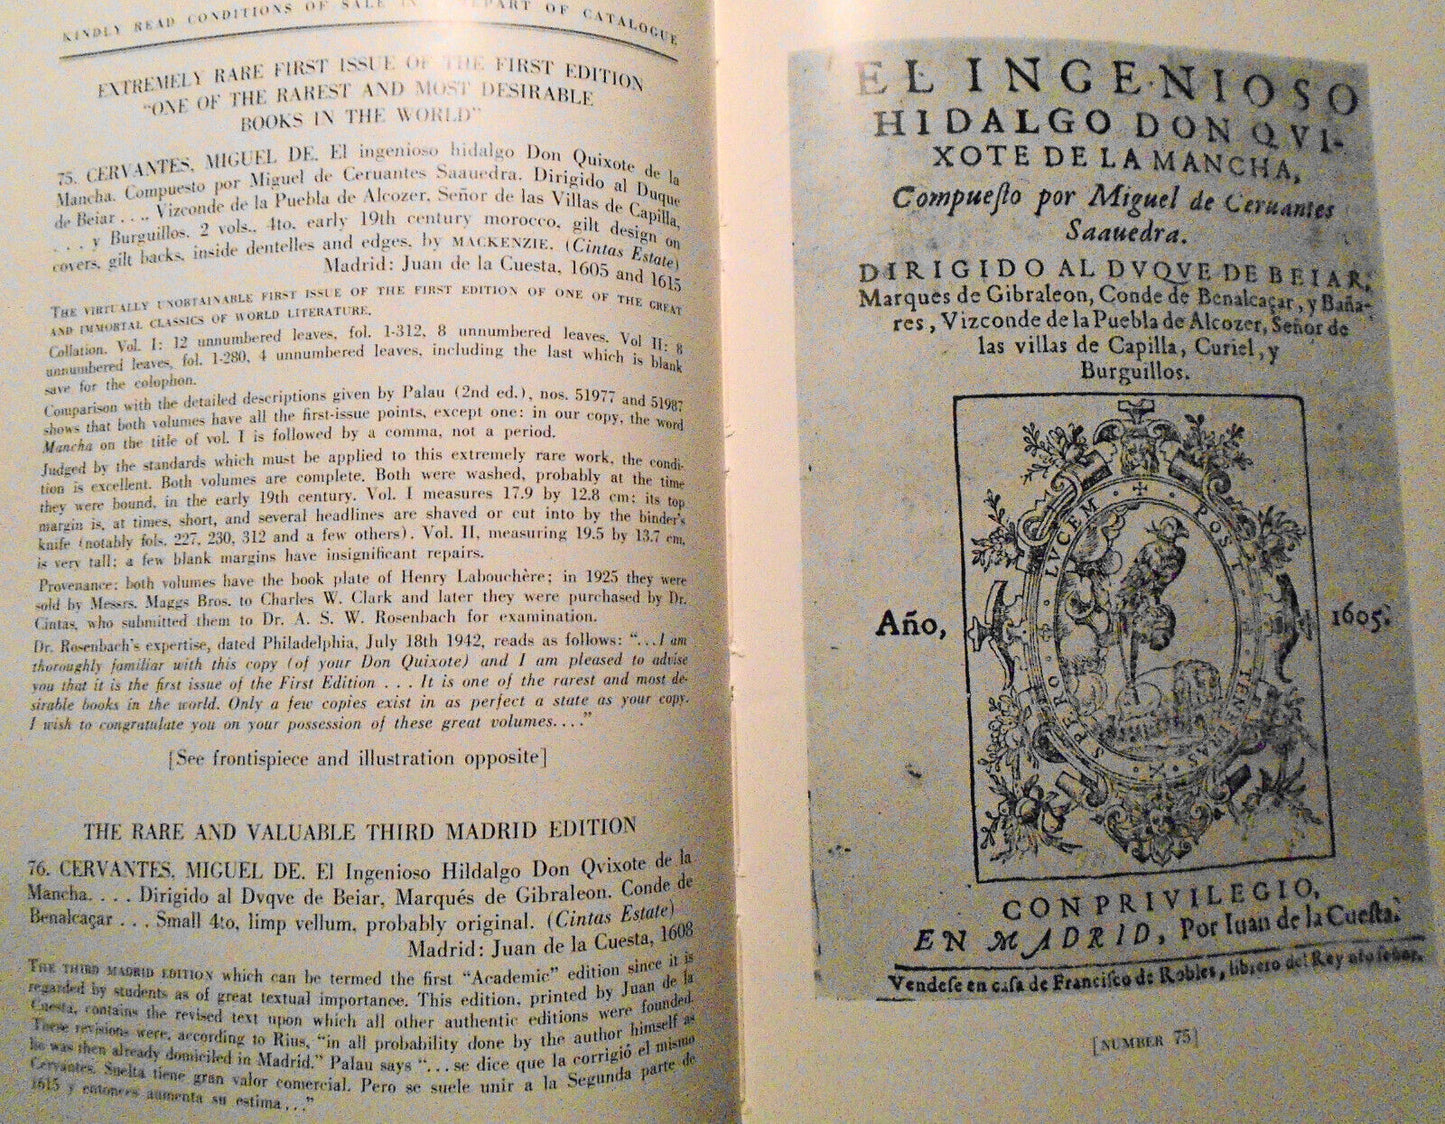 KINDLY READ CONDITIONS OF SALE IN PART OF CATALOGUE
EXTREMELY RARE FIRST ISSUE OF THE FIRST EDITION
"ONE OF THE RAREST AND MOST DESIRABLE
BOOKS IN THE WORLD"
75. CERVANTES, MIGUEL DE. El ingenioso hidalgo Don Quixote de la
Mancha. Compuesto por Miguel de Ceruantes Saauedra. Dirigido al Duque
de Beiar . . . Vizconde de la Puebla de Alcozer, Señor de las Villas de Capilla,
. . . y Burguillos. 2 vols., 4to, early 19th century morocco, gilt design on
covers, gilt backs, inside dentelles and edges, by MACKENZIE. (Cintas Estate)
Madrid: Juan de la Cuesta, 1605 and 1615
THE VIRTUALLY UNOBTAINABLE FIRST ISSUE OF THE FIRST EDITION OF ONE OF THE GREAT
AND IMMORTAL CLASSICS OF WORLD LITERATURE.
Collation. Vol. I: 12 unnumbered leaves, fol. 1-312, 8 unnumbered leaves. Vol II: 8
unnumbered leaves, fol. 1-280, 4 unnumbered leaves, including the last which is blank
save for the colophon.
Comparison with the detailed descriptions given by Palau (2nd ed.), nos. 51977 and 51987
shows that both volumes have all the first-issue points, except one: in our copy, the word
Mancha on the title of vol. I is followed by a comma, not a period.
Judged by the standards which must be applied to this extremely rare work, the condi-
tion is excellent. Both volumes are complete. Both were washed, probably at the time
they were bound, in the early 19th century. Vol. I measures 17.9 by 12.8 cm; its top
margin is, at times, short, and several headlines are shaved or cut into by the binder's
knife (notably fols. 227, 230, 312 and a few others). Vol. II, measuring 19.5 by 13.7 cm,
is very tall; a few blank margins have insignificant repairs.
Provenance: both volumes have the book plate of Henry Labouchère; in 1925 they were
sold by Messrs. Maggs Bros. to Charles W. Clark and later they were purchased by Dr.
Cintas, who submitted them to Dr. A. S. W. Rosenbach for examination.
Dr. Rosenbach's expertise, dated Philadelphia, July 18th 1942, reads as follows: "...I am
thoroughly familiar with this copy (of your Don Quixote) and I am pleased to advise
you that it is the first issue of the First Edition . . . It is one of the rarest and most de-
sirable books in the world. Only a few copies exist in as perfect a state as your copy.
I wish to congratulate you on your possession of these great volumes...."
[See frontispiece and illustration opposite]
THE RARE AND VALUABLE THIRD MADRID EDITION
76. CERVANTES, MIGUEL DE. El Ingenioso Hildalgo Don Qvixote de la
Mancha. . . . Dirigido al Dvqve de Beiar, Marqués de Gibraleon. Conde de
Benalcaçar . . . Small 4to, limp vellum, probably original. (Cintas Estate)
Madrid: Juan de la Cuesta, 1608
THE THIRD MADRID EDITION which can be termed the first "Academic" edition since it is
regarded by students as of great textual importance. This edition, printed by Juan de la
Cuesta, contains the revised text upon which all other authentic editions were founded.
These revisions were, according to Rius, "in all probability done by the author himself as
he was then already domiciled in Madrid." Palau says "...se dice que la corrigió el mismo
Cervantes. Suelta tiene gran valor comercial. Pero se suele unir a la Segunda parte de
1615 y entonces aumenta su estima..."
EL INGENIOSO
HIDALGO DON QVI-
XOTE DE LA MANCHA,
Compuesto por Miguel de Ceruantes
Saauedra.
DIRIGIDO AL DVQVE DE BEIAR,
Marques de Gibraleon, Conde de Benalcaçar, y Baña-
res, Vizconde de la Puebla de Alcozer, Señor de
las villas de Capilla, Curiel, y
Burguillos.
POST TENEBRAS SPERO LVCEM
Año, 1605.
CON PRIVILEGIO,
EN MADRID, Por Iuan de la Cuesta.
Vendese en casa de Francisco de Robles, librero del Rey nro señor.
[NUMBER 75]